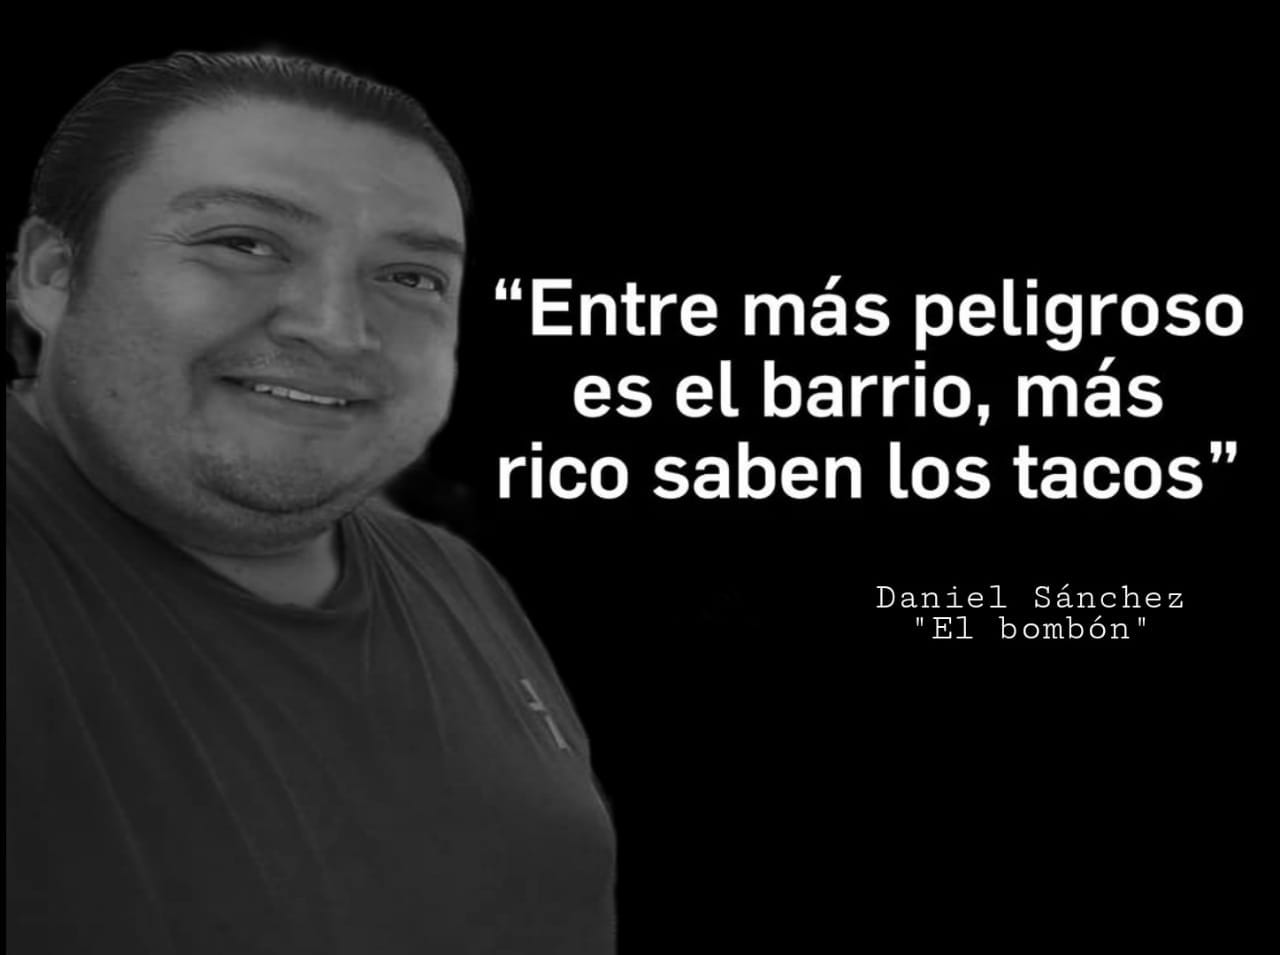 “Entre más peligroso
es el barrio, más
rico saben los tacos”
Daniel Sánchez
"El bombón"